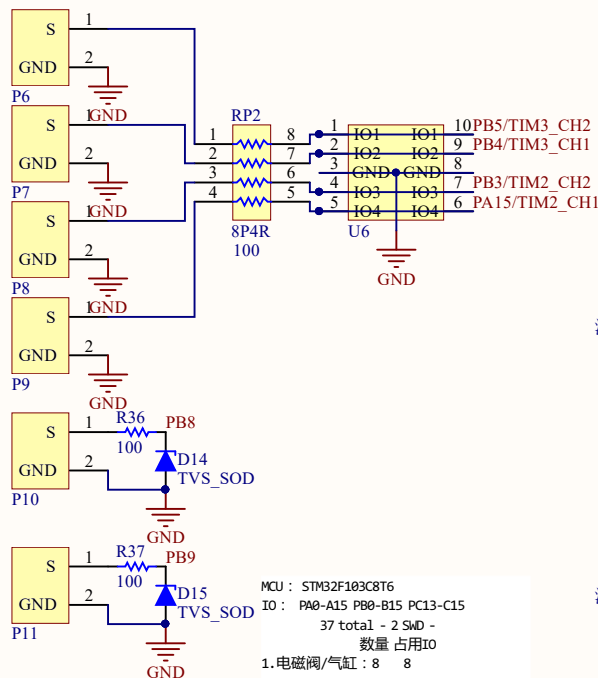 S 1
GND 2
P6
GND
S 1
GND 2
P7
GND
S 1
GND 2
P8
GND
S 1
GND 2
P9
GND
RP2
1 8
2 7
3 6
4 5
8P4R
100
1 IO1 IO1 10 PB5/TIM3_CH2
2 IO2 IO2 9 PB4/TIM3_CH1
3 GND GND 8
4 IO3 IO3 7 PB3/TIM2_CH2
5 IO4 IO4 6 PA15/TIM2_CH1
U6
GND
S 1
GND 2
P10
R36
100
PB8
D14
TVS_SOD
GND
S 1
GND 2
P11
R37
100
PB9
D15
TVS_SOD
GND
MCU： STM32F103C8T6
IO： PA0-A15 PB0-B15 PC13-C15
37 total - 2 SWD -
数量 占用IO
1.电磁阀/气缸：8 8